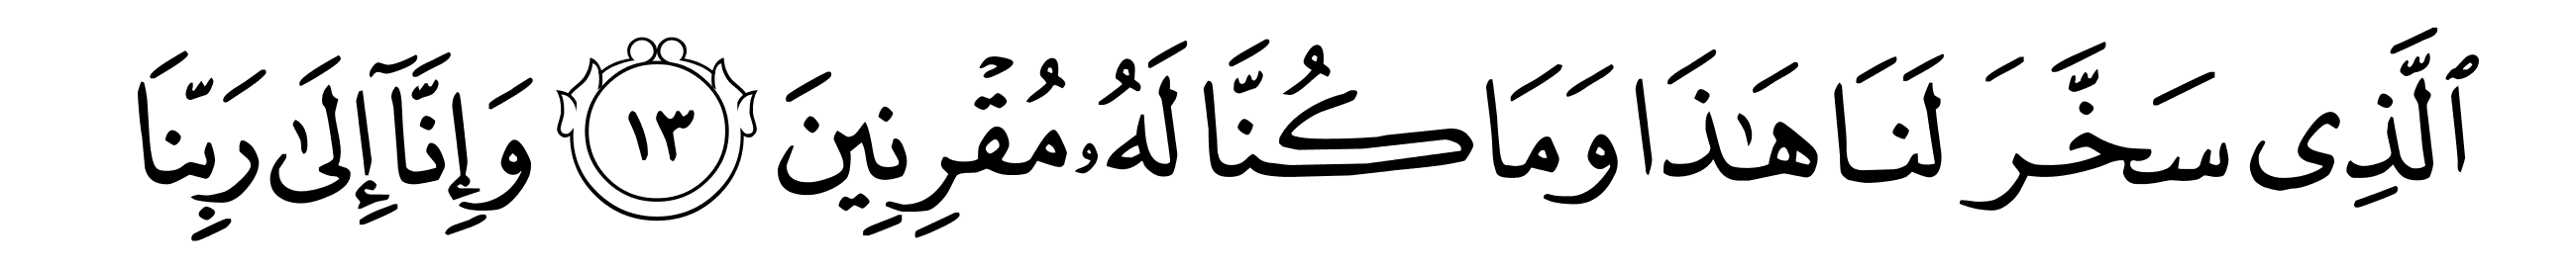 ٱلَّذِى سَخَّرَ لَنَا هَـٰذَا وَمَا كُنَّا لَهُۥ مُقْرِنِينَ ١٣ وَإِنَّآ إِلَىٰ رَبِّنَا